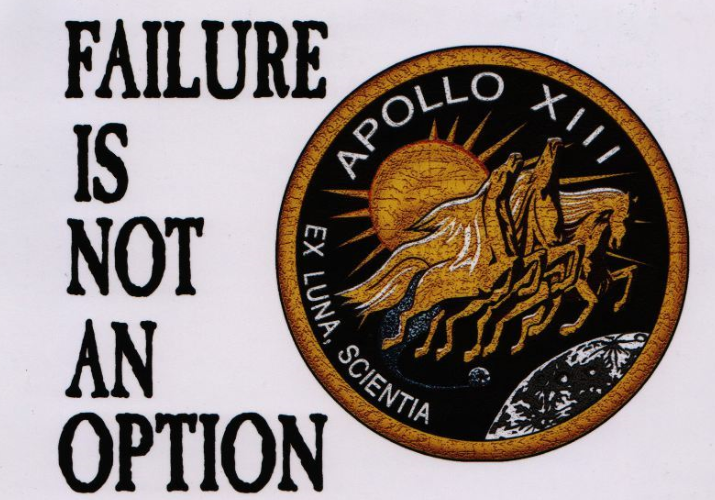 FAILURE
IS
NOT
AN
OPTION
APOLLO XIII
EX LUNA, SCIENTIA